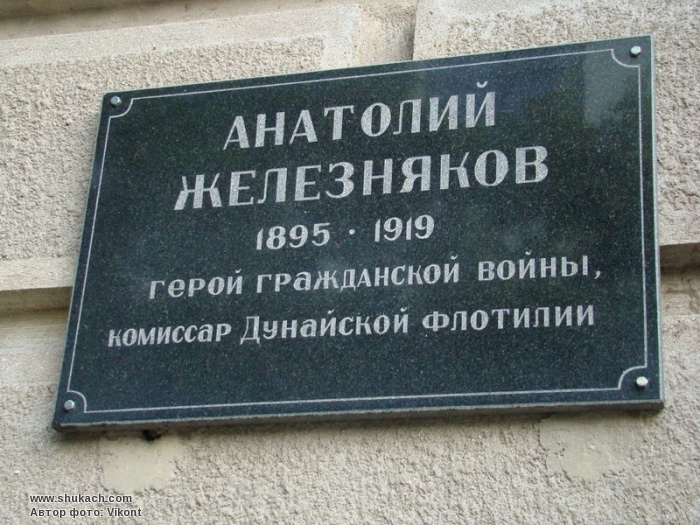 АНАТОЛИЙ
ЖЕЛЕЗНЯКОВ
1895 · 1919
герой гражданской войны,
комиссар Дунайской флотилии
www.shukach.com
Автор фото: Vikont